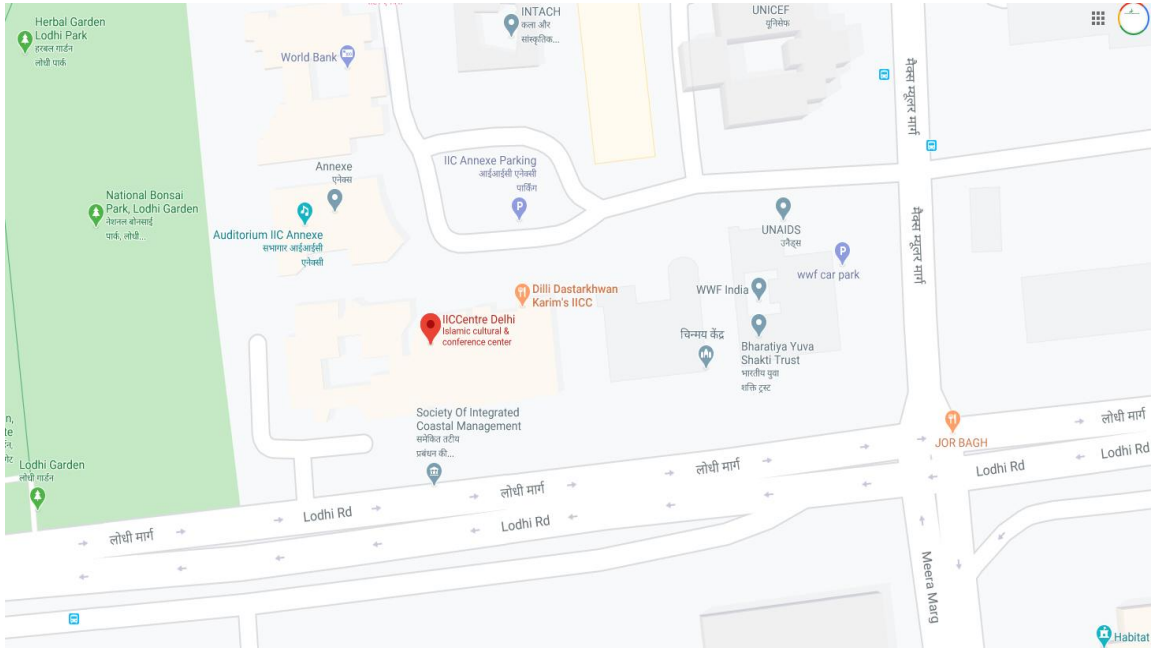 INTACH
कला और
सांस्कृतिक...
UNICEF
यूनिसेफ
Herbal Garden
Lodhi Park
हरबल गार्डन
लोधी पार्क
World Bank
मैक्स म्यूलर मार्ग
Annexe
एनेक्स
IIC Annexe Parking
आईआईसी एनेक्सी
पार्किंग
P
National Bonsai
Park, Lodhi Garden
नेशनल बोनसाई
पार्क, लोधी...
Auditorium IIC Annexe
सभागार आईआईसी
एनेक्सी
UNAIDS
उनैड्स
मैक्स म्यूलर मार्ग
P
wwf car park
Dilli Dastarkhwan
Karim's IICC
WWF India
IICCentre Delhi
Islamic cultural &
conference center
चिन्मय केंद्र
Bharatiya Yuva
Shakti Trust
भारतीय युवा
शक्ति ट्रस्ट
Society Of Integrated
Coastal Management
समेकित तटीय
प्रबंधन की...
JOR BAGH
लोधी मार्ग
Lodhi Rd
Lodhi Rd
लोधी मार्ग
Lodhi Garden
लोधी गार्डन
लोधी मार्ग
Lodhi Rd
Lodhi Rd
लोधी मार्ग
Meera Marg
Habitat